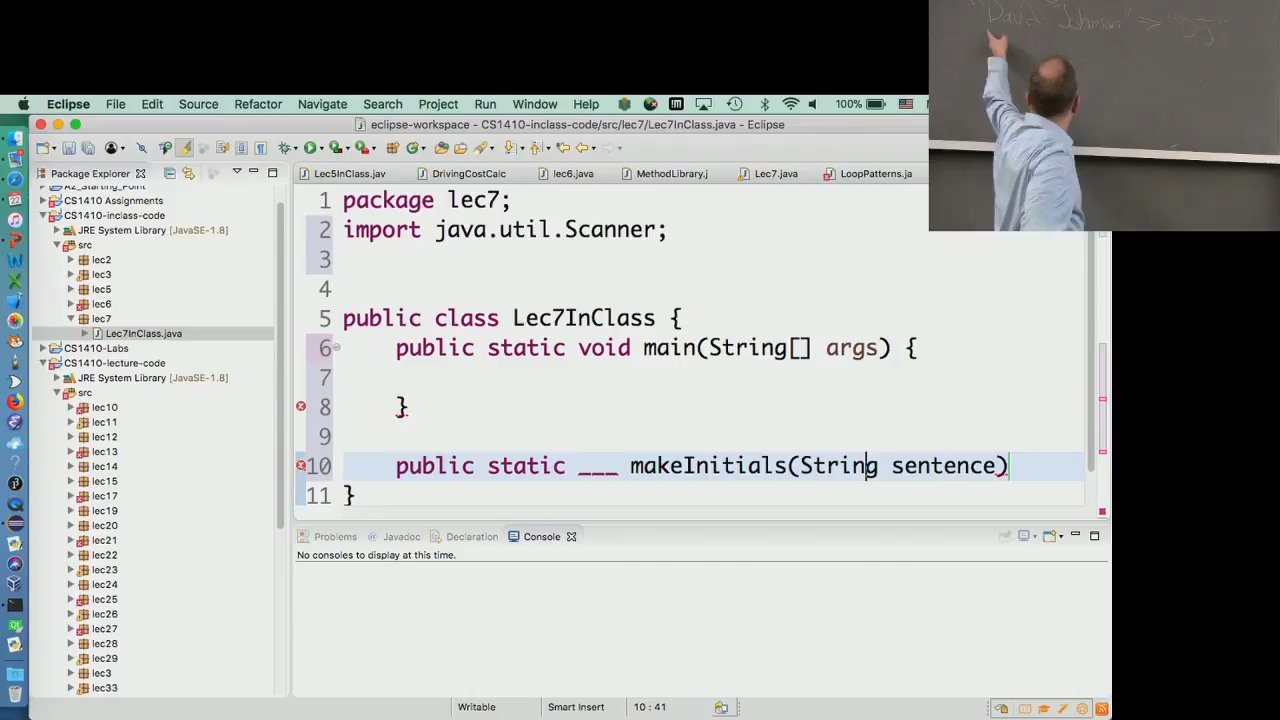 "David Johnson" => "DJ"
Eclipse File Edit Source Refactor Navigate Search Project Run Window Help 100%
eclipse-workspace - CS1410-inclass-code/src/lec7/Lec7InClass.java - Eclipse
Package Explorer
A2_Starting_Point
CS1410 Assignments
CS1410-inclass-code
JRE System Library [JavaSE-1.8]
src
lec2
lec3
lec5
lec6
lec7
Lec7InClass.java
CS1410-Labs
CS1410-lecture-code
JRE System Library [JavaSE-1.8]
src
lec10
lec11
lec12
lec13
lec14
lec15
lec16
lec17
lec19
lec20
lec21
lec22
lec23
lec24
lec25
lec26
lec27
lec28
lec29
lec3
lec33
Lec5InClass.jav DrivingCostCalc lec6.java MethodLibrary.j Lec7.java LoopPatterns.ja
1 package lec7;
2 import java.util.Scanner;
3
4
5 public class Lec7InClass {
6 public static void main(String[] args) {
7
8 }
9
10 public static ___ makeInitials(String sentence)
11 }
Problems Javadoc Declaration Console
No consoles to display at this time.
Writable Smart Insert 10 : 41